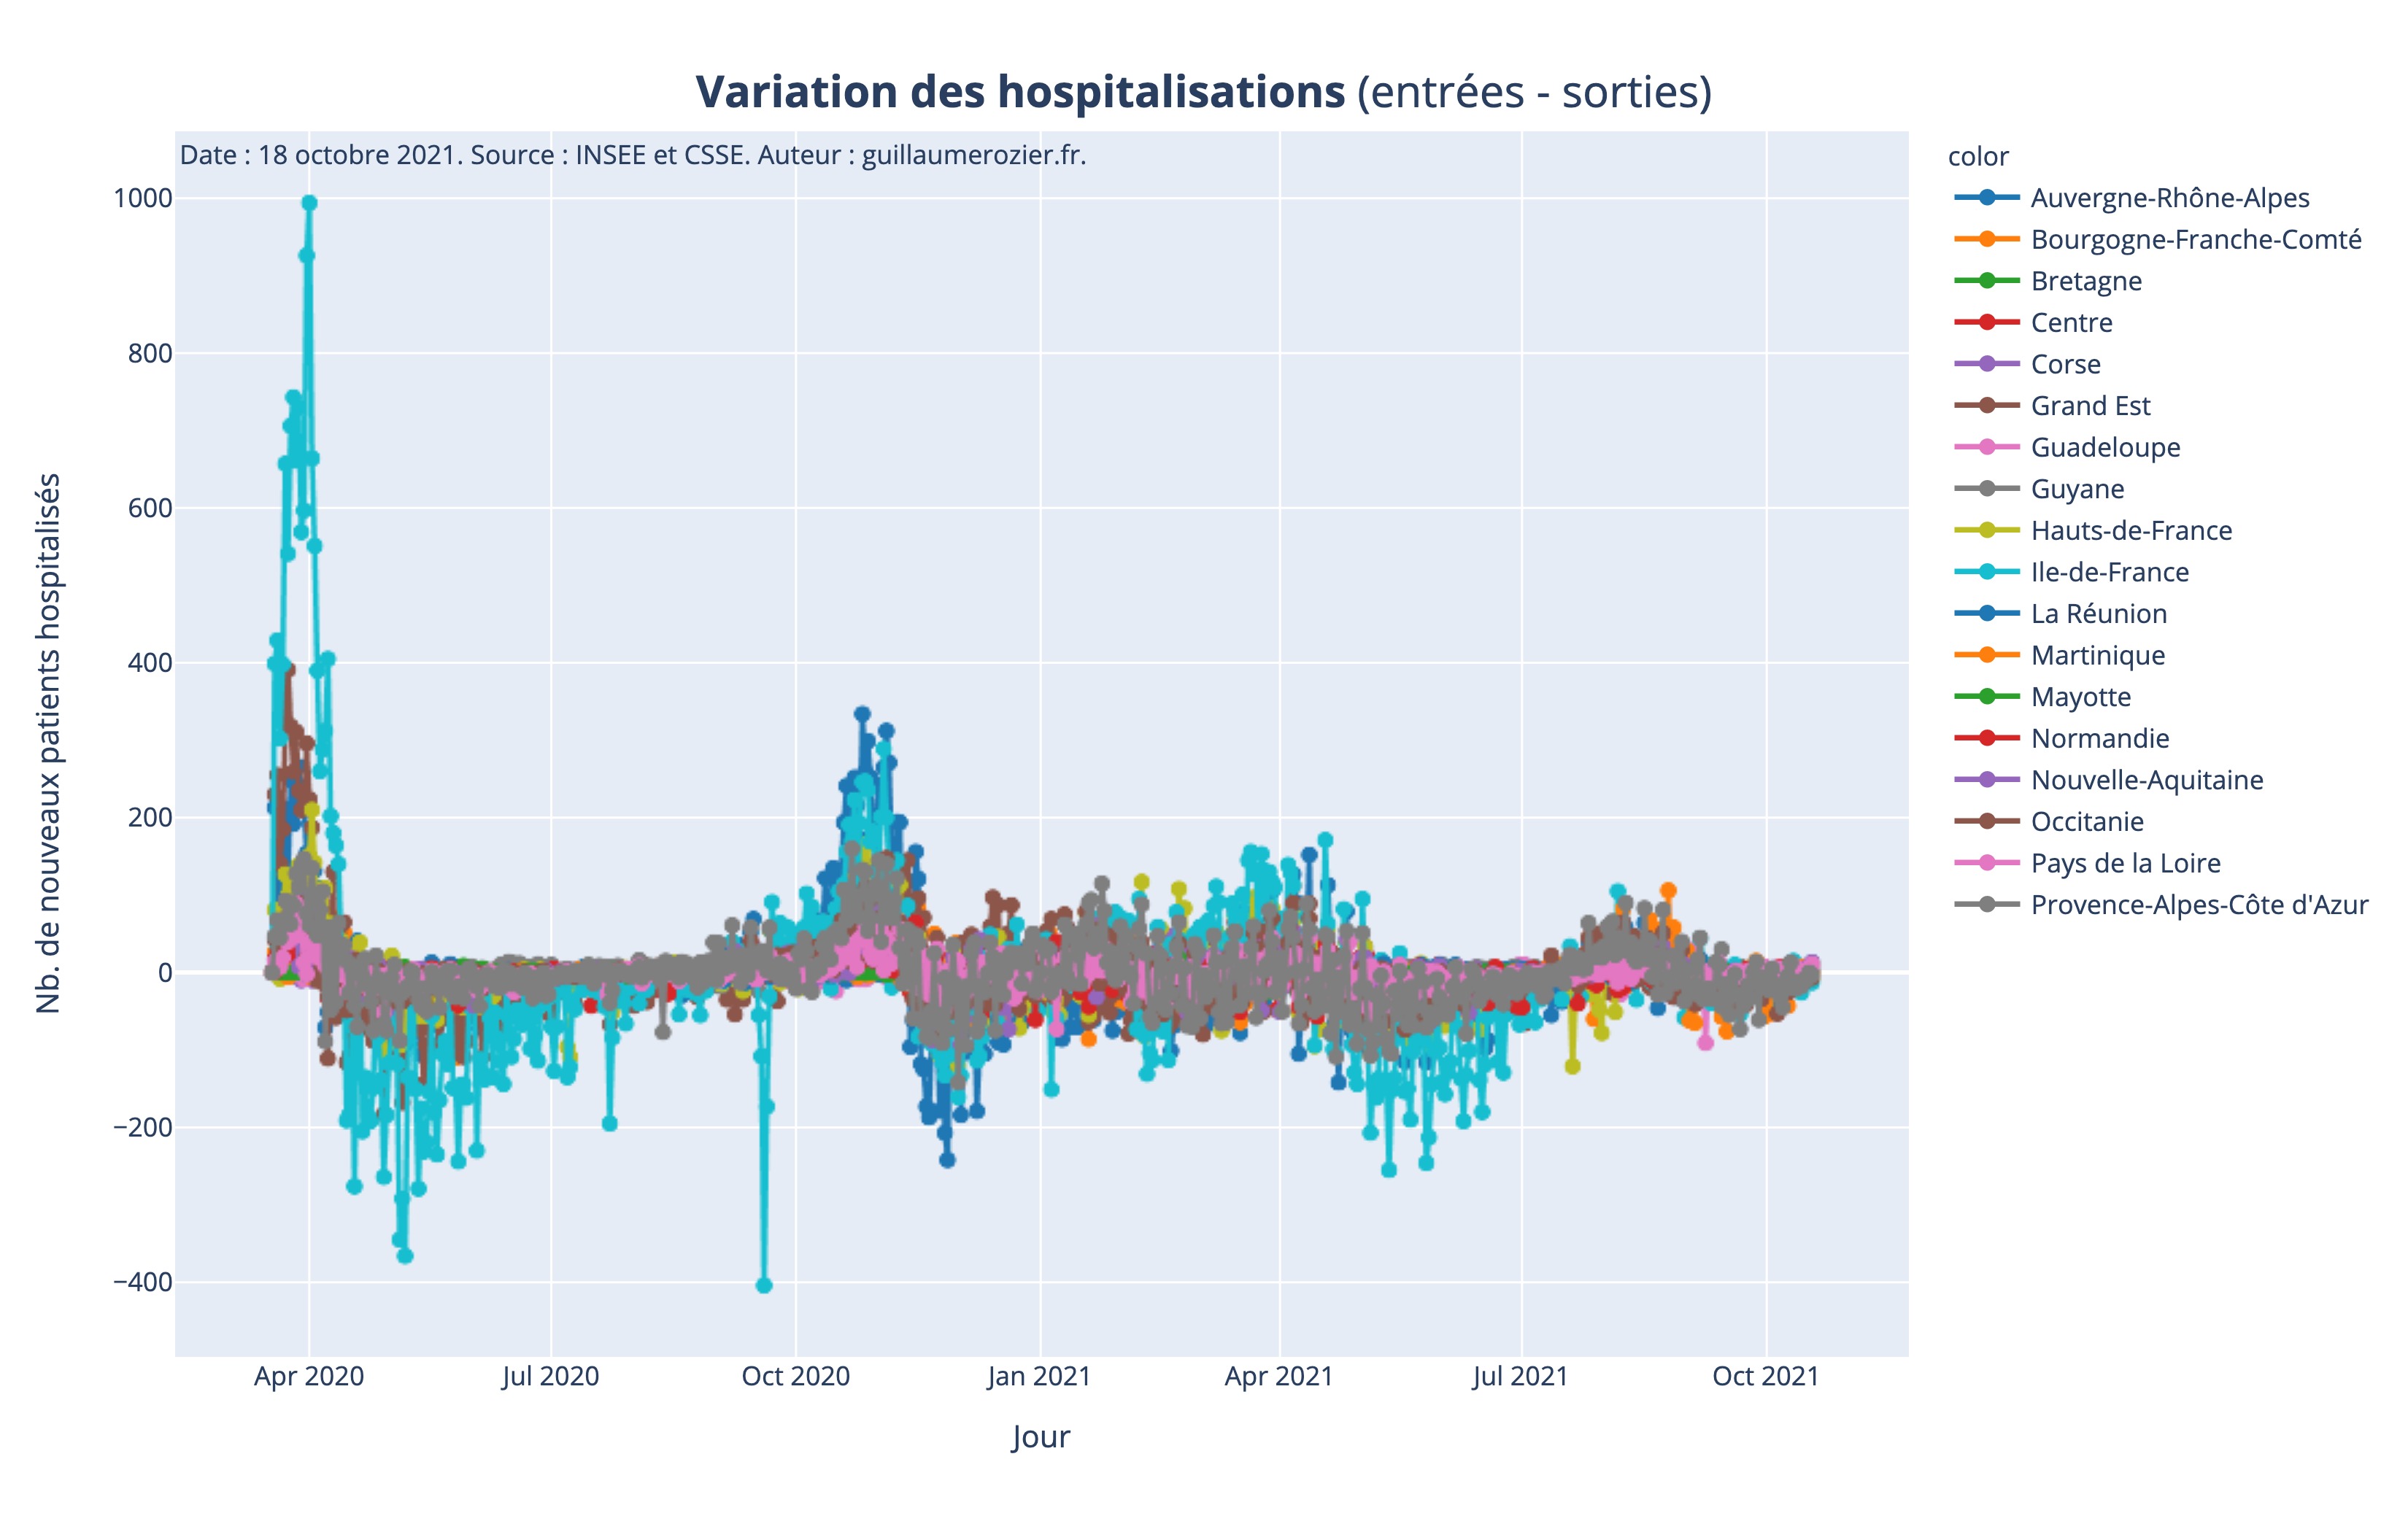 Variation des hospitalisations (entrées - sorties)
Date : 18 octobre 2021. Source : INSEE et CSSE. Auteur : guillaumerozier.fr.
Nb. de nouveaux patients hospitalisés
1000
800
600
400
200
0
−200
−400
Apr 2020
Jul 2020
Oct 2020
Jan 2021
Apr 2021
Jul 2021
Oct 2021
Jour
color
Auvergne-Rhône-Alpes
Bourgogne-Franche-Comté
Bretagne
Centre
Corse
Grand Est
Guadeloupe
Guyane
Hauts-de-France
Ile-de-France
La Réunion
Martinique
Mayotte
Normandie
Nouvelle-Aquitaine
Occitanie
Pays de la Loire
Provence-Alpes-Côte d'Azur